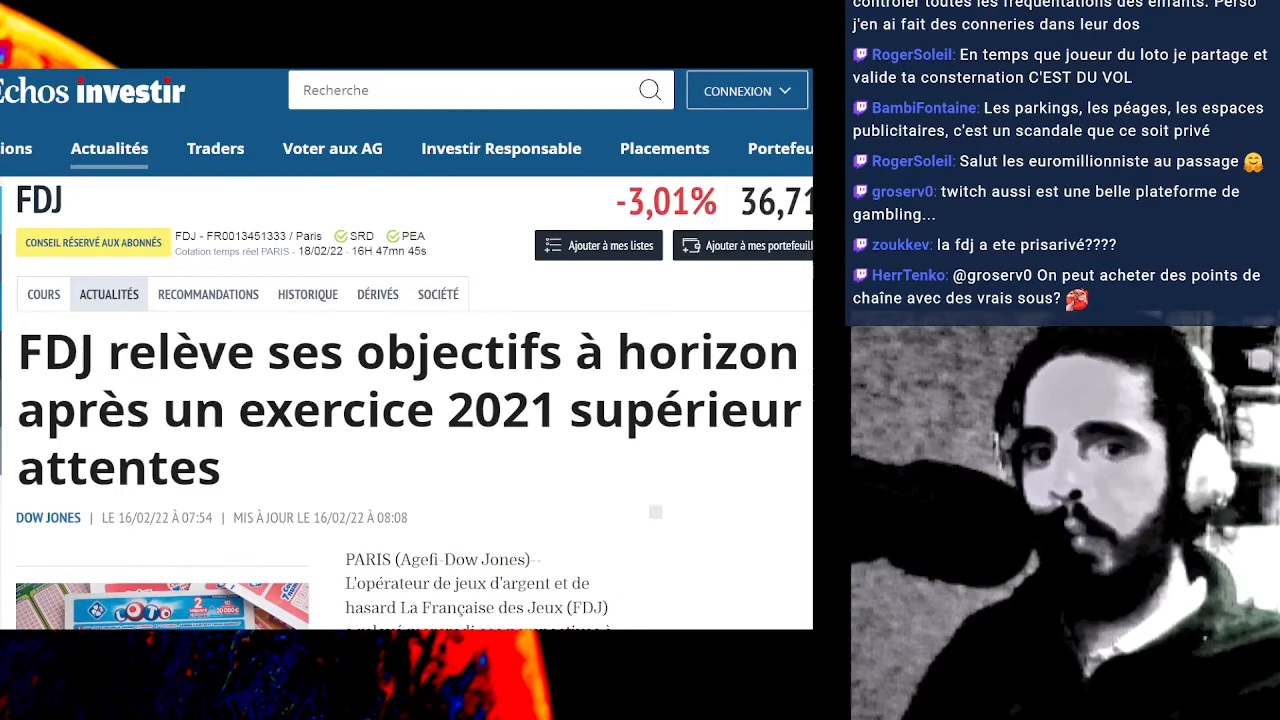 Echos investir
Recherche
CONNEXION
ions Actualités Traders Voter aux AG Investir Responsable Placements Portefeu
FDJ
-3,01% 36,71
CONSEIL RÉSERVÉ AUX ABONNÉS
FDJ - FR0013451333 / Paris SRD PEA
Cotation temps réel PARIS - 18/02/22 - 16H 47mn 45s
Ajouter à mes listes
Ajouter à mes portefeuill
COURS ACTUALITÉS RECOMMANDATIONS HISTORIQUE DÉRIVÉS SOCIÉTÉ
FDJ relève ses objectifs à horizon
après un exercice 2021 supérieur
attentes
DOW JONES | LE 16/02/22 À 07:54 | MIS À JOUR LE 16/02/22 À 08:08
PARIS (Agefi-Dow Jones)--
L'opérateur de jeux d'argent et de
hasard La Française des Jeux (FDJ)
LOTO
contrôler toutes les fréquentations des enfants. Perso
j'en ai fait des conneries dans leur dos
RogerSoleil: En temps que joueur du loto je partage et
valide ta consternation C'EST DU VOL
BambiFontaine: Les parkings, les péages, les espaces
publicitaires, c'est un scandale que ce soit privé
RogerSoleil: Salut les euromillionniste au passage 🤗
groserv0: twitch aussi est une belle plateforme de
gambling...
zoukkev: la fdj a ete prisarivé????
HerrTenko: @groserv0 On peut acheter des points de
chaîne avec des vrais sous?